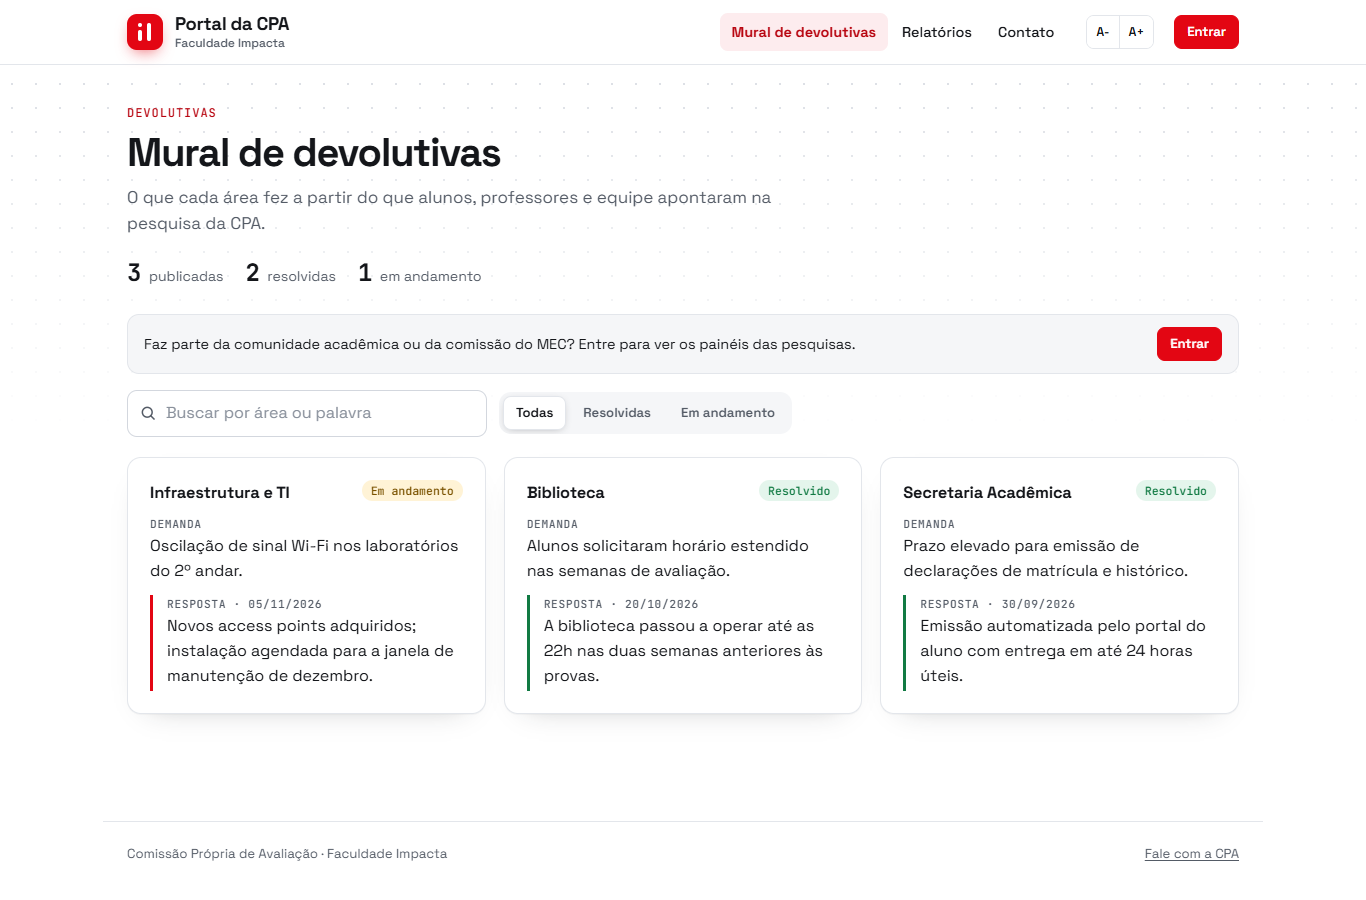 Portal da CPA
Faculdade Impacta
Mural de devolutivas
Relatórios
Contato
A-
A+
Entrar
DEVOLUTIVAS
Mural de devolutivas
O que cada área fez a partir do que alunos, professores e equipe apontaram na
pesquisa da CPA.
3 publicadas 2 resolvidas 1 em andamento
Faz parte da comunidade acadêmica ou da comissão do MEC? Entre para ver os painéis das pesquisas.
Entrar
Buscar por área ou palavra
Todas
Resolvidas
Em andamento
Infraestrutura e TI
Em andamento
DEMANDA
Oscilação de sinal Wi-Fi nos laboratórios
do 2º andar.
RESPOSTA · 05/11/2026
Novos access points adquiridos;
instalação agendada para a janela de
manutenção de dezembro.
Biblioteca
Resolvido
DEMANDA
Alunos solicitaram horário estendido
nas semanas de avaliação.
RESPOSTA · 20/10/2026
A biblioteca passou a operar até as
22h nas duas semanas anteriores às
provas.
Secretaria Acadêmica
Resolvido
DEMANDA
Prazo elevado para emissão de
declarações de matrícula e histórico.
RESPOSTA · 30/09/2026
Emissão automatizada pelo portal do
aluno com entrega em até 24 horas
úteis.
Comissão Própria de Avaliação · Faculdade Impacta
Fale com a CPA